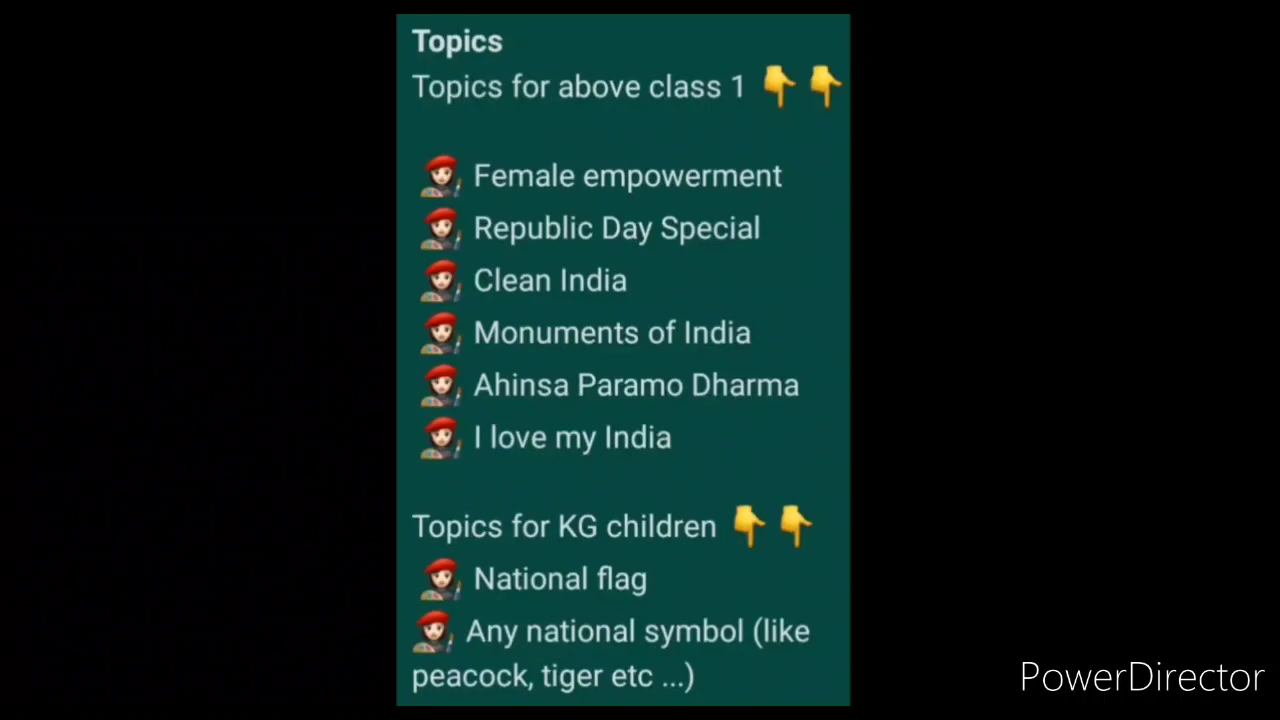 Topics
Topics for above class 1 👇👇
👩🏻‍🎨 Female empowerment
👩🏻‍🎨 Republic Day Special
👩🏻‍🎨 Clean India
👩🏻‍🎨 Monuments of India
👩🏻‍🎨 Ahinsa Paramo Dharma
👩🏻‍🎨 I love my India
Topics for KG children 👇👇
👩🏻‍🎨 National flag
👩🏻‍🎨 Any national symbol (like
peacock, tiger etc ...)
PowerDirector